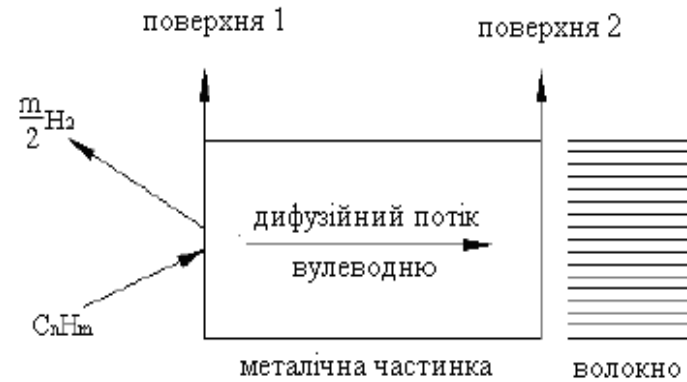 поверхня 1
поверхня 2
m/2 H₂
дифузійний потік
вулеводню
CₙHₘ
металічна частинка
волокно